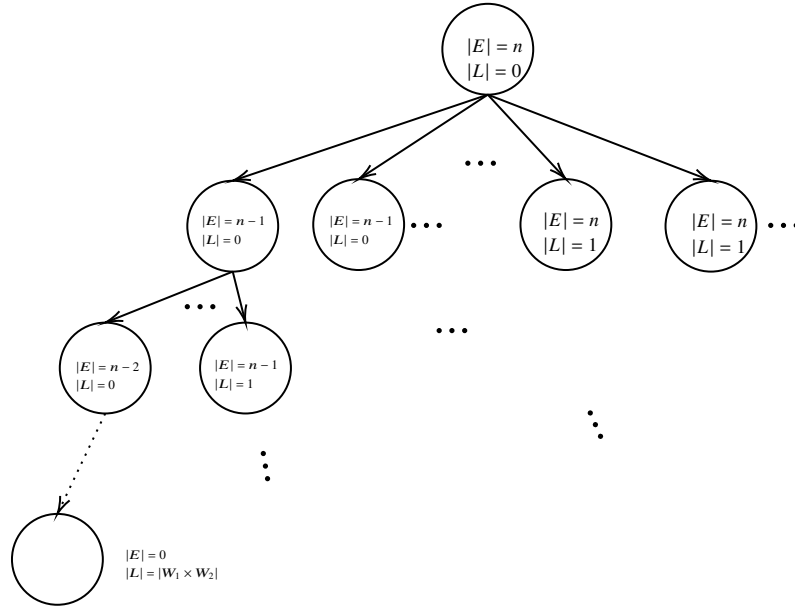 |E| = n
|L| = 0
|E| = n − 1
|L| = 0
|E| = n − 1
|L| = 0
|E| = n
|L| = 1
|E| = n
|L| = 1
|E| = n − 2
|L| = 0
|E| = n − 1
|L| = 1
|E| = 0
|L| = |W₁ × W₂|